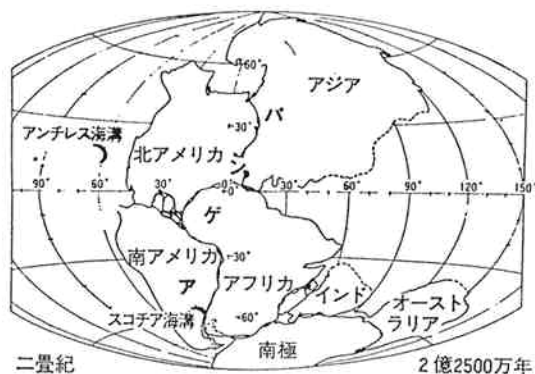 60°
アジア
パ
アンチレス海溝
30°
北アメリカ
ン
90°
60°
30°
0°
30°
60°
90°
120°
150°
ゲ
南アメリカ
30°
ア
アフリカ
インド
オースト
ラリア
スコチア海溝
60°
南極
二畳紀
2億2500万年